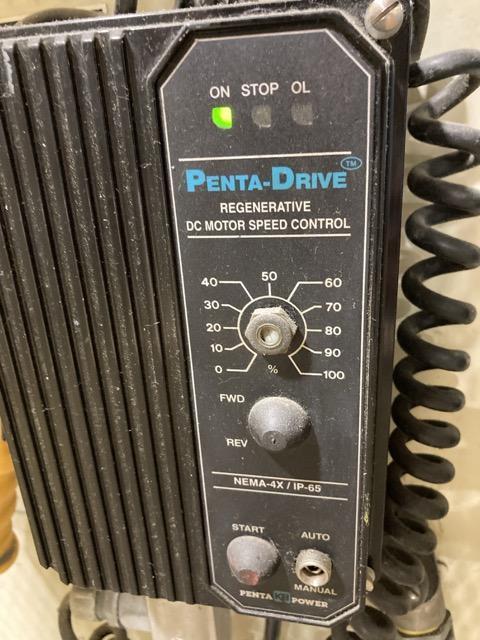 ON STOP OL
PENTA-DRIVE™
REGENERATIVE
DC MOTOR SPEED CONTROL
50
40 60
30 70
20 80
10 90
0 % 100
FWD
REV
NEMA-4X / IP-65
START AUTO
MANUAL
PENTA KB POWER